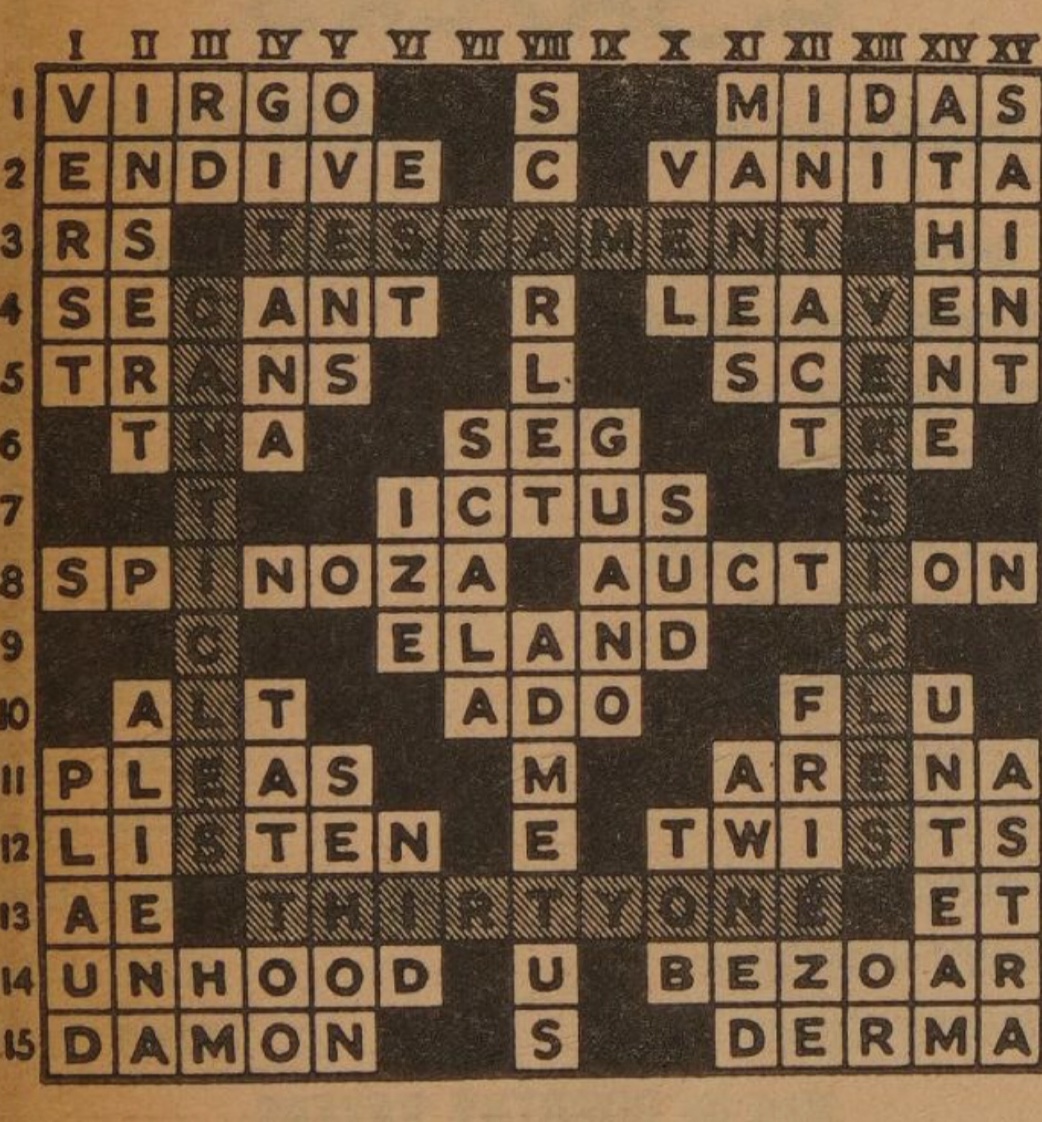 I II III IV V VI VII VIII IX X XI XII XIII XIV XV
1 V I R G O S M I D A S
2 E N D I V E C V A N I T A
3 R S T E S T A M E N T H I
4 S E C A N T R L E A V E N
5 T R A N S L S C E N T
6 T N A S E G T R E
7 T I C T U S S
8 S P I N O Z A A U C T I O N
9 C E L A N D C
10 A L T A D O F L U
11 P L E A S M A R E N A
12 L I S T E N E T W I S T S
13 A E T H I R T Y O N E E T
14 U N H O O D U B E Z O A R
15 D A M O N S D E R M A